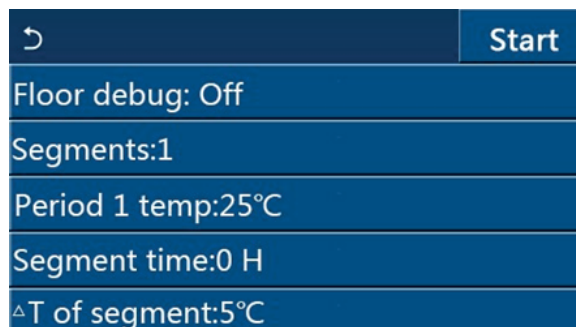 Start
Floor debug: Off
Segments:1
Period 1 temp:25℃
Segment time:0 H
△T of segment:5℃